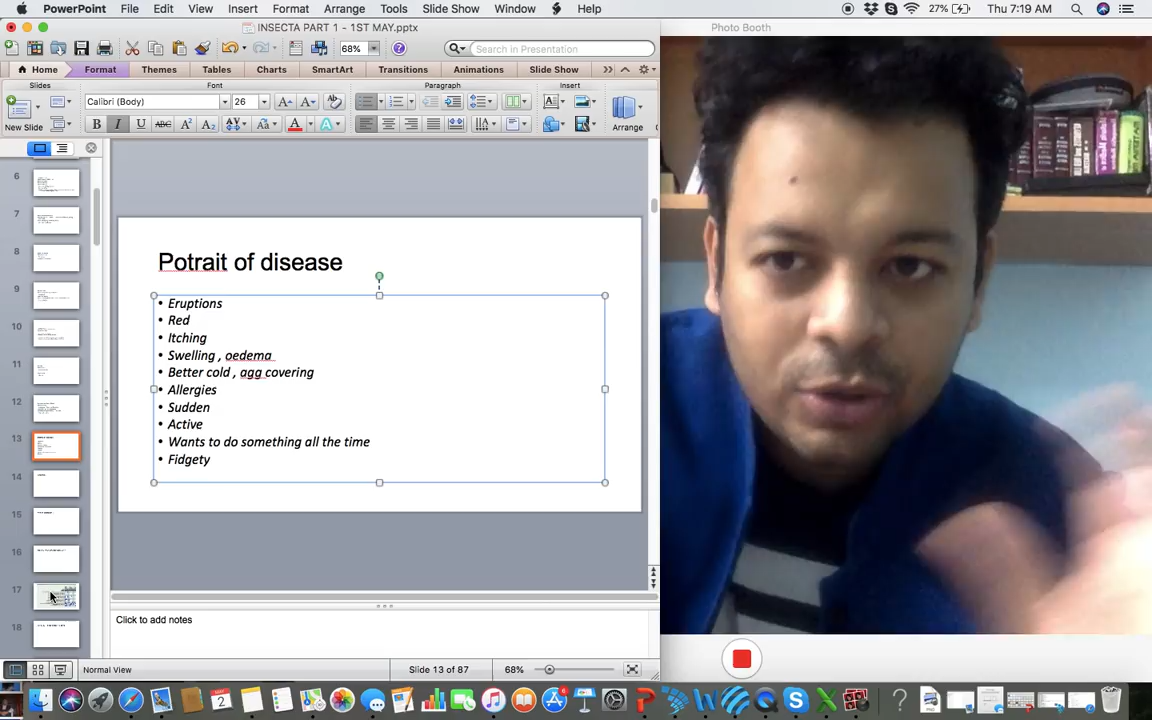 PowerPoint File Edit View Insert Format Arrange Tools Slide Show Window Help 27% Thu 7:19 AM
INSECTA PART 1 - 1ST MAY.pptx
Photo Booth
68% Search in Presentation
Home Format Themes Tables Charts SmartArt Transitions Animations Slide Show
Slides Font Paragraph Insert
Calibri (Body) 26
New Slide Arrange
B I U ABC A² A₂ AV Aa A A
6
7
8
9
10
11
12
13
14
15
16
17
18
Potrait of disease
• Eruptions
• Red
• Itching
• Swelling , oedema
• Better cold , agg covering
• Allergies
• Sudden
• Active
• Wants to do something all the time
• Fidgety
Click to add notes
Normal View Slide 13 of 87 68%